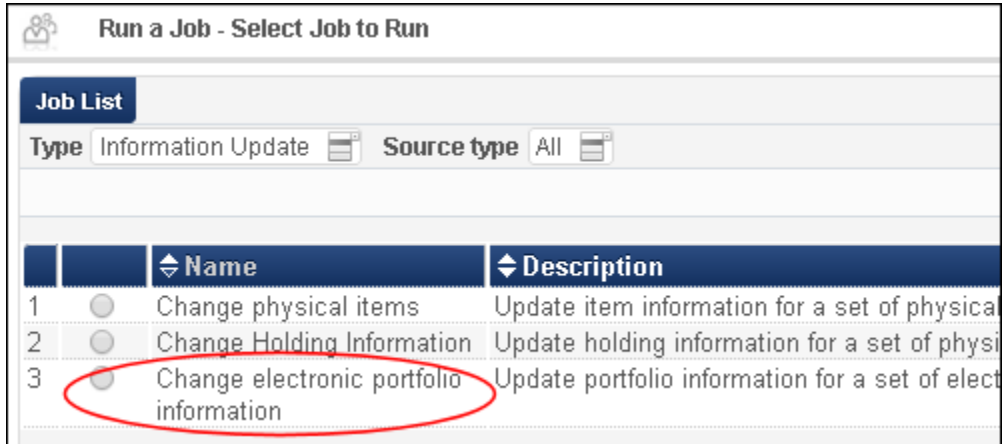 Run a Job - Select Job to Run
Job List
Type Information Update Source type All
Name Description
1 Change physical items Update item information for a set of physical
2 Change Holding Information Update holding information for a set of physi
3 Change electronic portfolio Update portfolio information for a set of elect
information